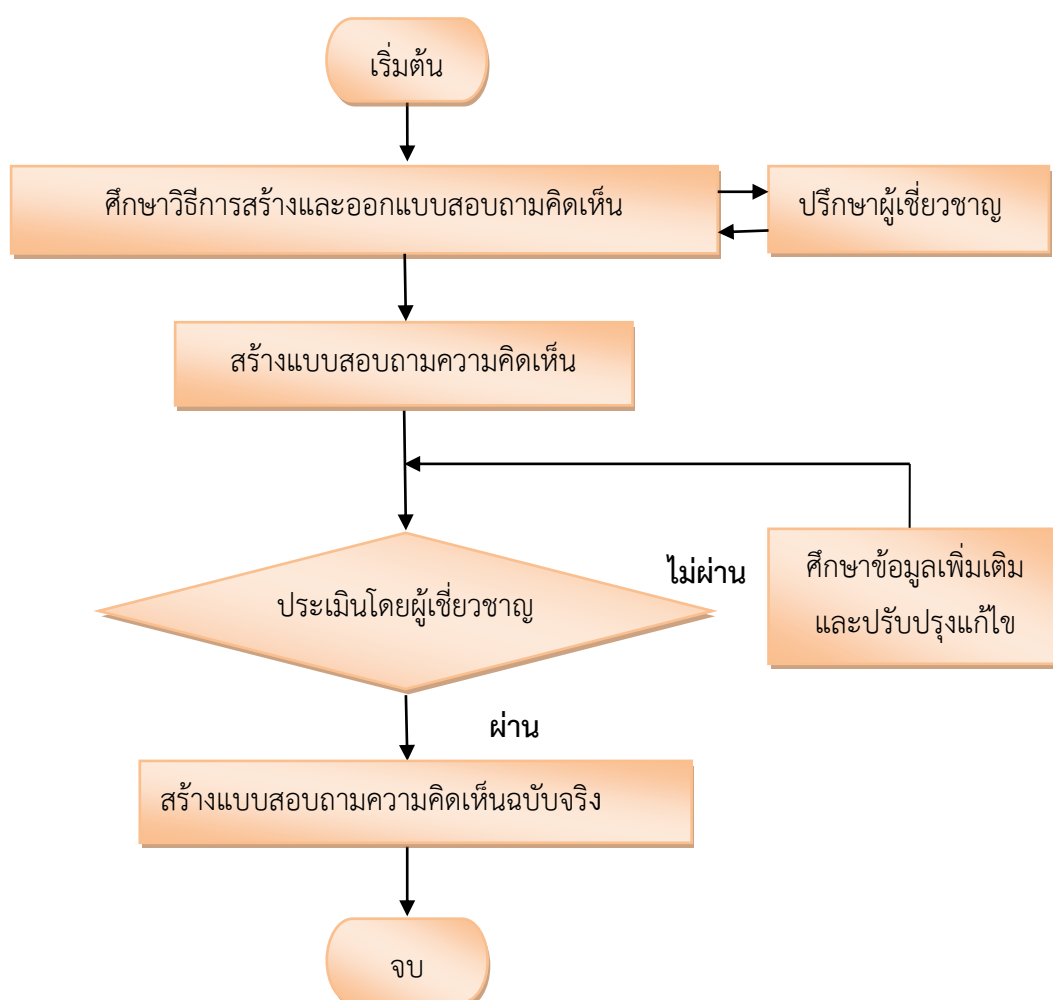 เริ่มต้น
ศึกษาวิธีการสร้างและออกแบบสอบถามคิดเห็น
ปรึกษาผู้เชี่ยวชาญ
สร้างแบบสอบถามความคิดเห็น
ประเมินโดยผู้เชี่ยวชาญ
ไม่ผ่าน
ศึกษาข้อมูลเพิ่มเติม
และปรับปรุงแก้ไข
ผ่าน
สร้างแบบสอบถามความคิดเห็นฉบับจริง
จบ